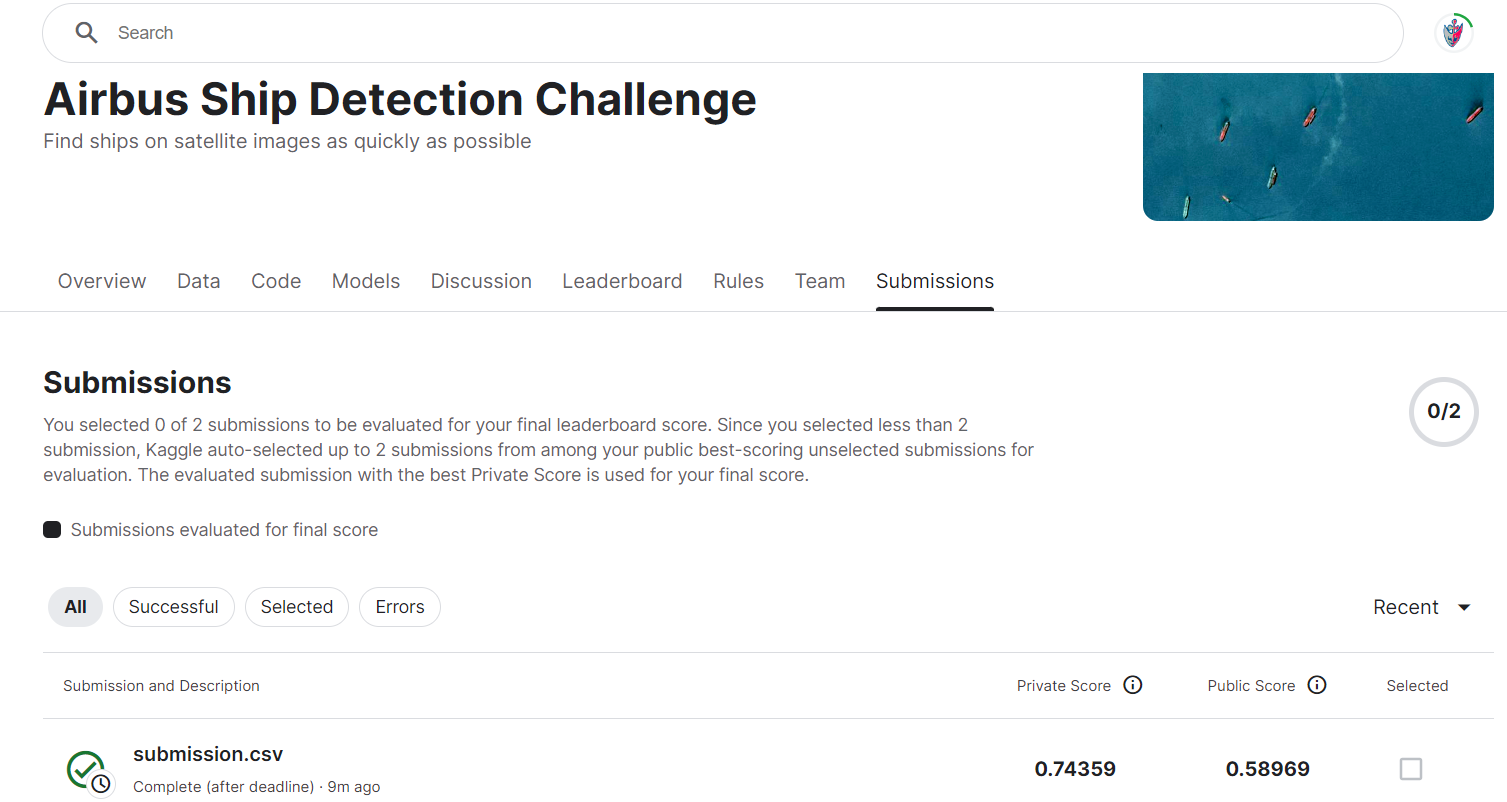 Search
Airbus Ship Detection Challenge
Find ships on satellite images as quickly as possible
Overview Data Code Models Discussion Leaderboard Rules Team Submissions
Submissions
0/2
You selected 0 of 2 submissions to be evaluated for your final leaderboard score. Since you selected less than 2
submission, Kaggle auto-selected up to 2 submissions from among your public best-scoring unselected submissions for
evaluation. The evaluated submission with the best Private Score is used for your final score.
Submissions evaluated for final score
All Successful Selected Errors Recent
Submission and Description Private Score Public Score Selected
submission.csv 0.74359 0.58969
Complete (after deadline) · 9m ago